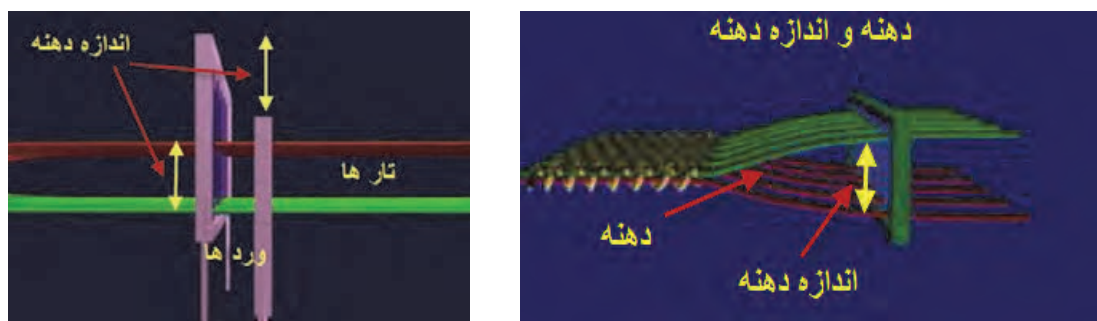 اندازه دهنه
تار ها
ورد ها
دهنه و اندازه دهنه
دهنه
اندازه دهنه